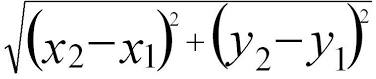 √((x₂−x₁)² + (y₂−y₁)²)